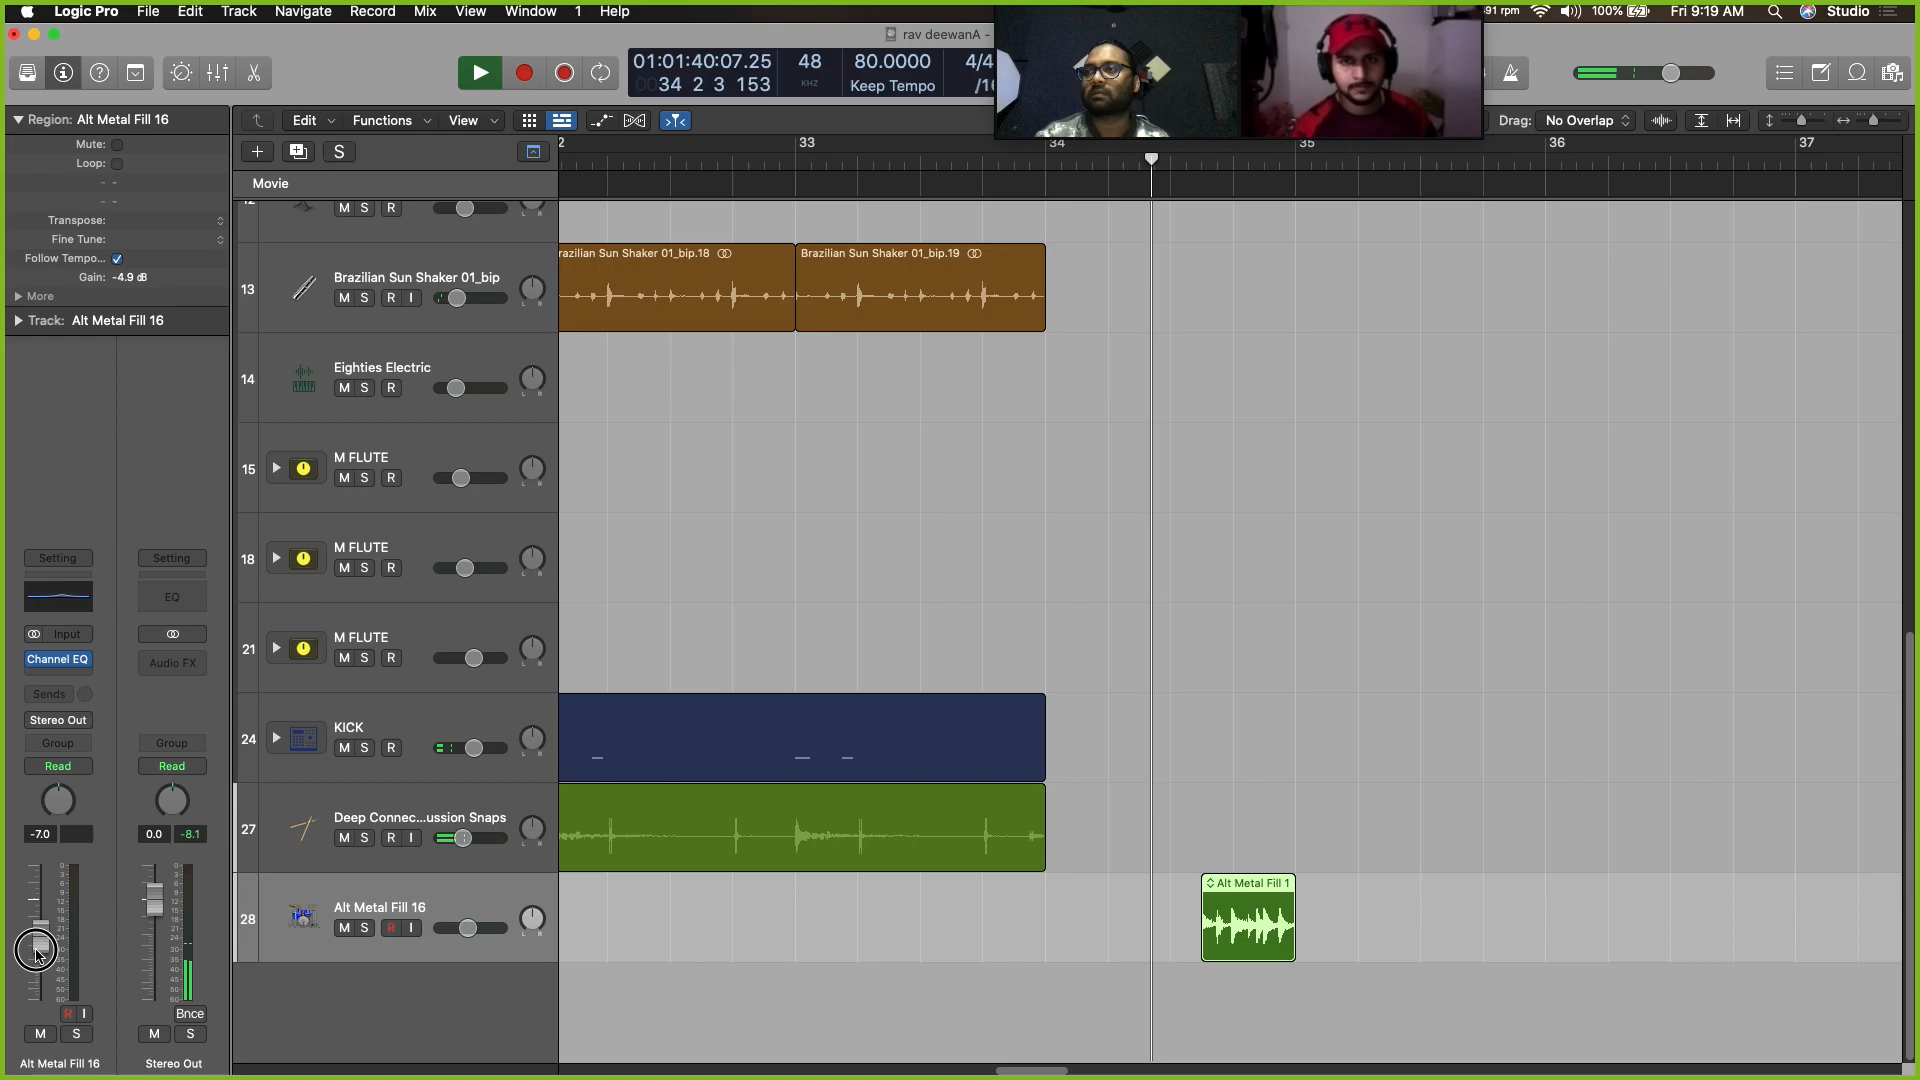 Logic Pro File Edit Track Navigate Record Mix View Window 1 Help
91 rpm 100% Fri 9:19 AM Studio
rav deewanA -
01:01:40:07.25 48 80.0000 4/4
34 2 3 153 KHZ Keep Tempo /16
Region: Alt Metal Fill 16
Edit Functions View
Drag: No Overlap
Mute:
Loop:
Transpose:
Fine Tune:
Follow Tempo...
Gain: -4.9 dB
More
Track: Alt Metal Fill 16
S
33 34 35 36 37
Movie
12 M S R
Brazilian Sun Shaker 01_bip.19
13 Brazilian Sun Shaker 01_bip
M S R I
14 Eighties Electric
M S R
15 M FLUTE
M S R
18 M FLUTE
M S R
21 M FLUTE
M S R
24 KICK
M S R
27 Deep Connec...ussion Snaps
M S R I
28 Alt Metal Fill 16
M S R I
Alt Metal Fill 1
Setting Setting
EQ
Input
Channel EQ Audio FX
Sends
Stereo Out
Group Group
Read Read
-7.0 0.0 -8.1
R I Bnce
M S M S
Alt Metal Fill 16 Stereo Out